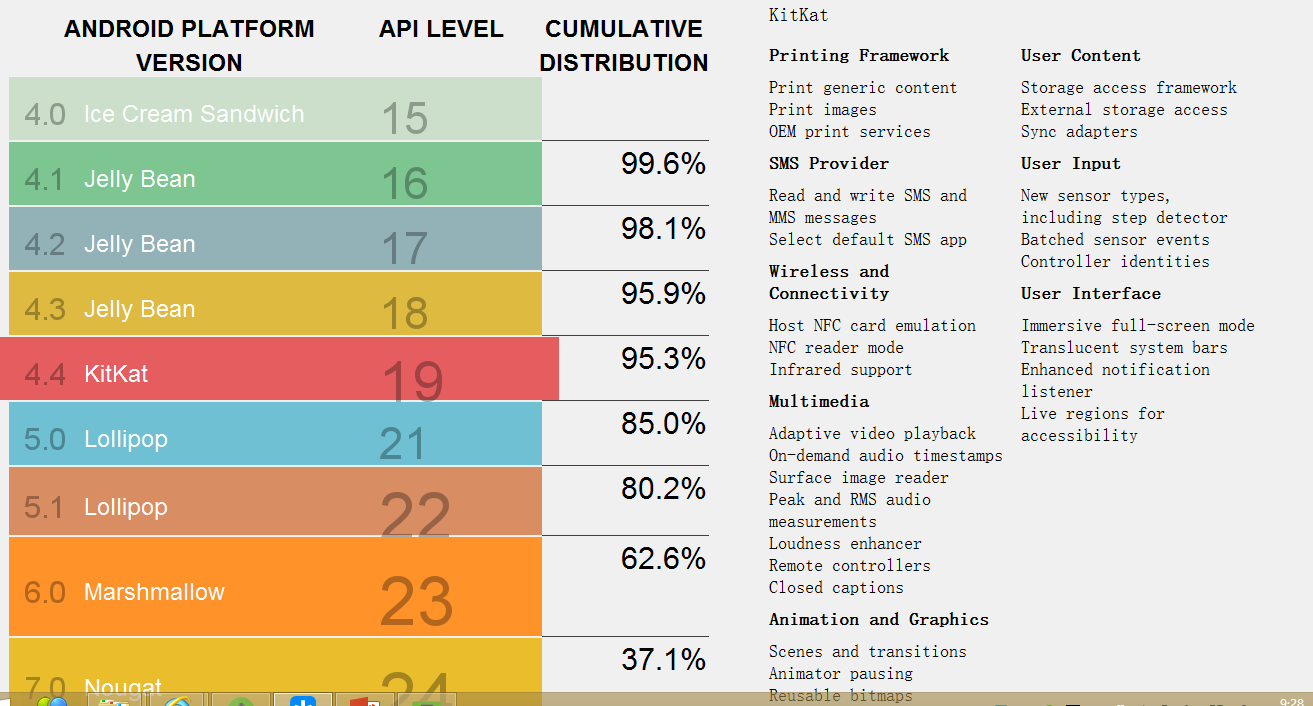 ANDROID PLATFORM
VERSION
API LEVEL
CUMULATIVE
DISTRIBUTION
4.0 Ice Cream Sandwich 15
99.6%
4.1 Jelly Bean 16
98.1%
4.2 Jelly Bean 17
95.9%
4.3 Jelly Bean 18
95.3%
4.4 KitKat 19
85.0%
5.0 Lollipop 21
80.2%
5.1 Lollipop 22
62.6%
6.0 Marshmallow 23
37.1%
7.0 Nougat 24
KitKat
Printing Framework
Print generic content
Print images
OEM print services
SMS Provider
Read and write SMS and
MMS messages
Select default SMS app
Wireless and
Connectivity
Host NFC card emulation
NFC reader mode
Infrared support
Multimedia
Adaptive video playback
On-demand audio timestamps
Surface image reader
Peak and RMS audio
measurements
Loudness enhancer
Remote controllers
Closed captions
Animation and Graphics
Scenes and transitions
Animator pausing
Reusable bitmaps
User Content
Storage access framework
External storage access
Sync adapters
User Input
New sensor types,
including step detector
Batched sensor events
Controller identities
User Interface
Immersive full-screen mode
Translucent system bars
Enhanced notification
listener
Live regions for
accessibility
9:28